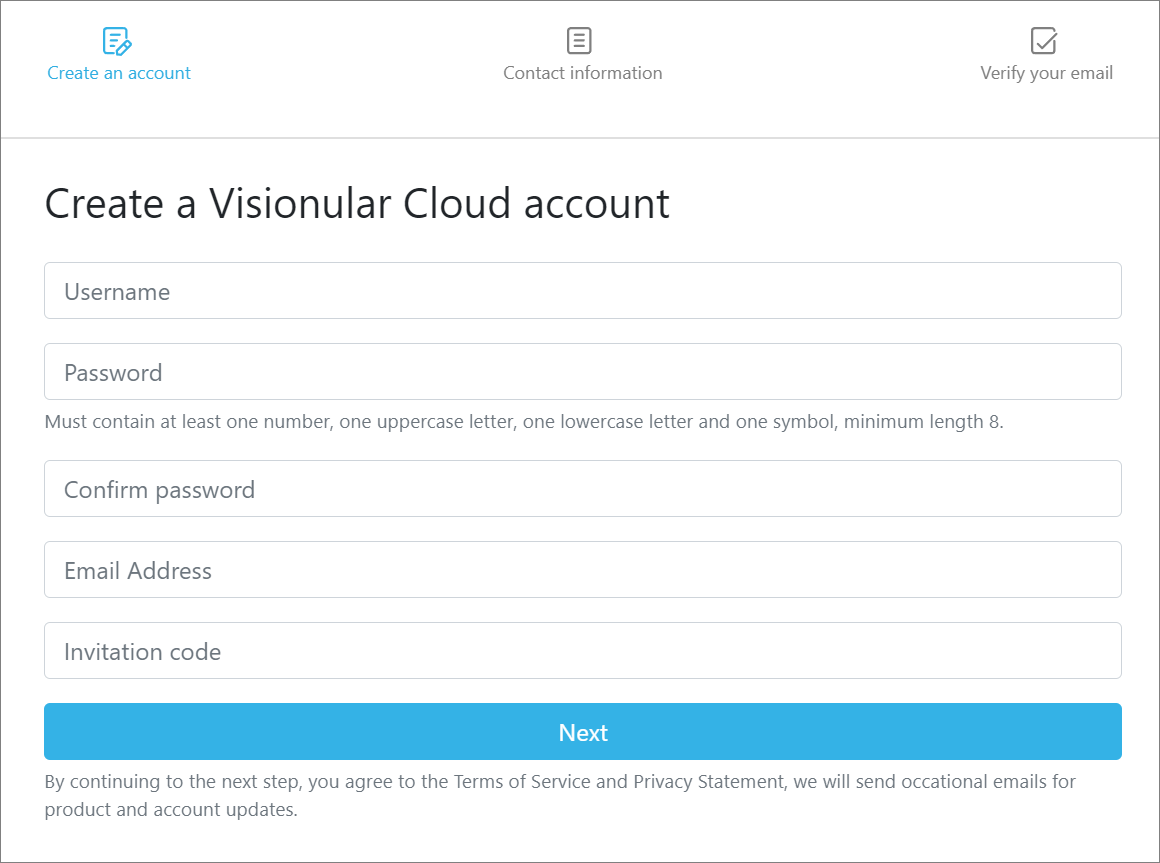 Create an account
Contact information
Verify your email
Create a Visionular Cloud account
Username
Password
Must contain at least one number, one uppercase letter, one lowercase letter and one symbol, minimum length 8.
Confirm password
Email Address
Invitation code
Next
By continuing to the next step, you agree to the Terms of Service and Privacy Statement, we will send occational emails for
product and account updates.